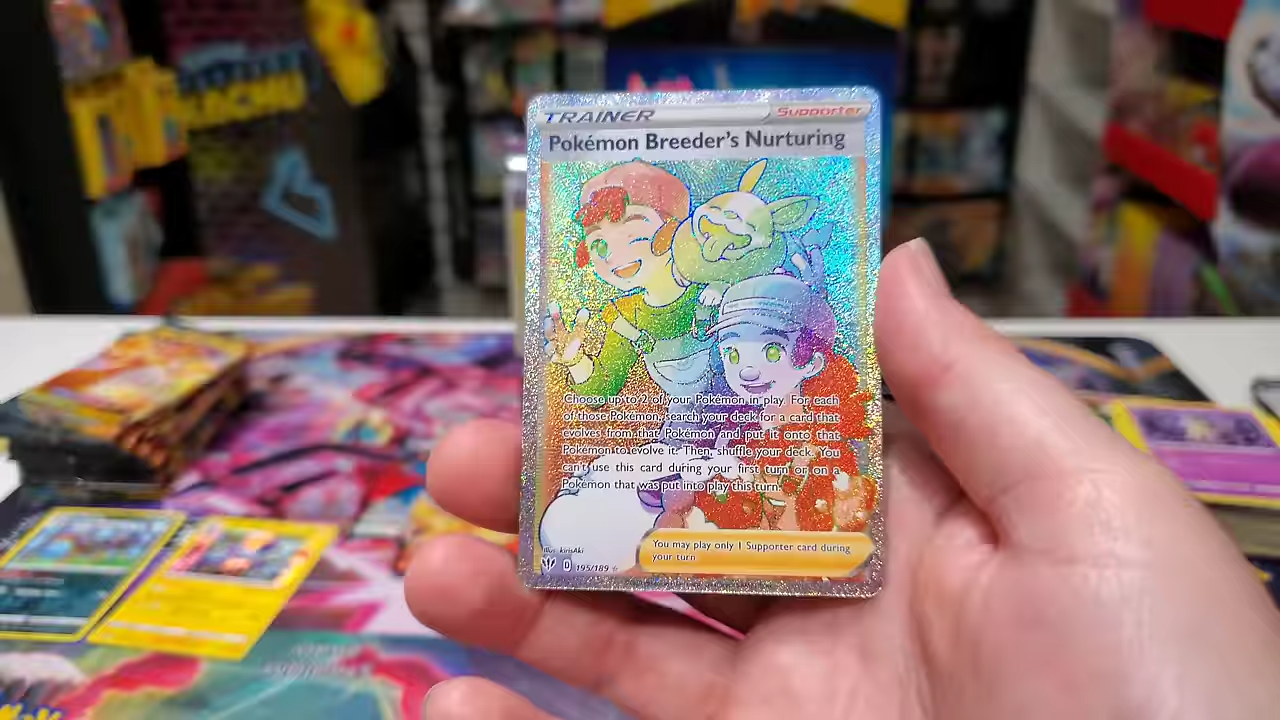 PIKACHU
TRAINER Supporter
Pokémon Breeder's Nurturing
Choose up to 2 of your Pokémon in play. For each
of those Pokémon, search your deck for a card that
evolves from that Pokémon and put it onto that
Pokémon to evolve it. Then, shuffle your deck. You
can't use this card during your first turn or on a
Pokémon that was put into play this turn.
You may play only 1 Supporter card during
your turn
Illus. kirisAki
D 195/189